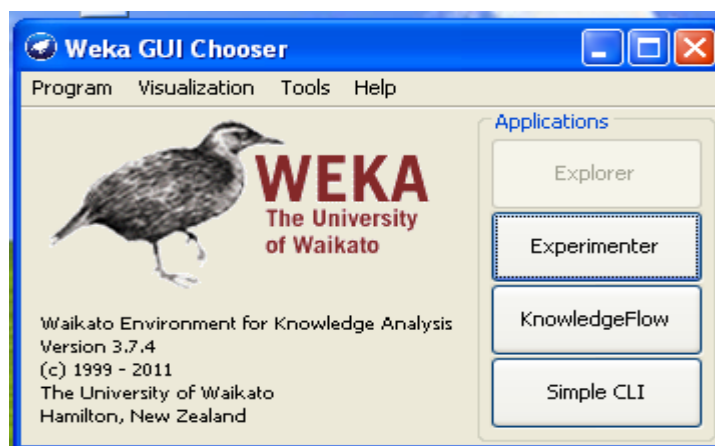 Weka GUI Chooser
Program Visualization Tools Help
WEKA
The University
of Waikato
Waikato Environment for Knowledge Analysis
Version 3.7.4
(c) 1999 - 2011
The University of Waikato
Hamilton, New Zealand
Applications
Explorer
Experimenter
KnowledgeFlow
Simple CLI